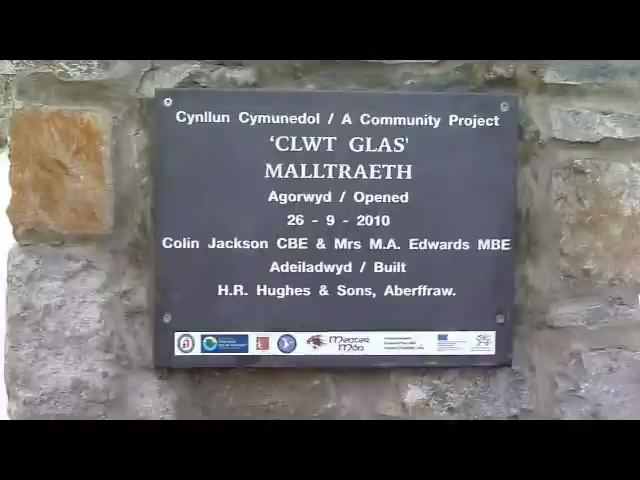 Cynllun Cymunedol / A Community Project
'CLWT GLAS'
MALLTRAETH
Agorwyd / Opened
26 - 9 - 2010
Colin Jackson CBE & Mrs M.A. Edwards MBE
Adeiladwyd / Built
H.R. Hughes & Sons, Aberffraw.
Menter
Môn